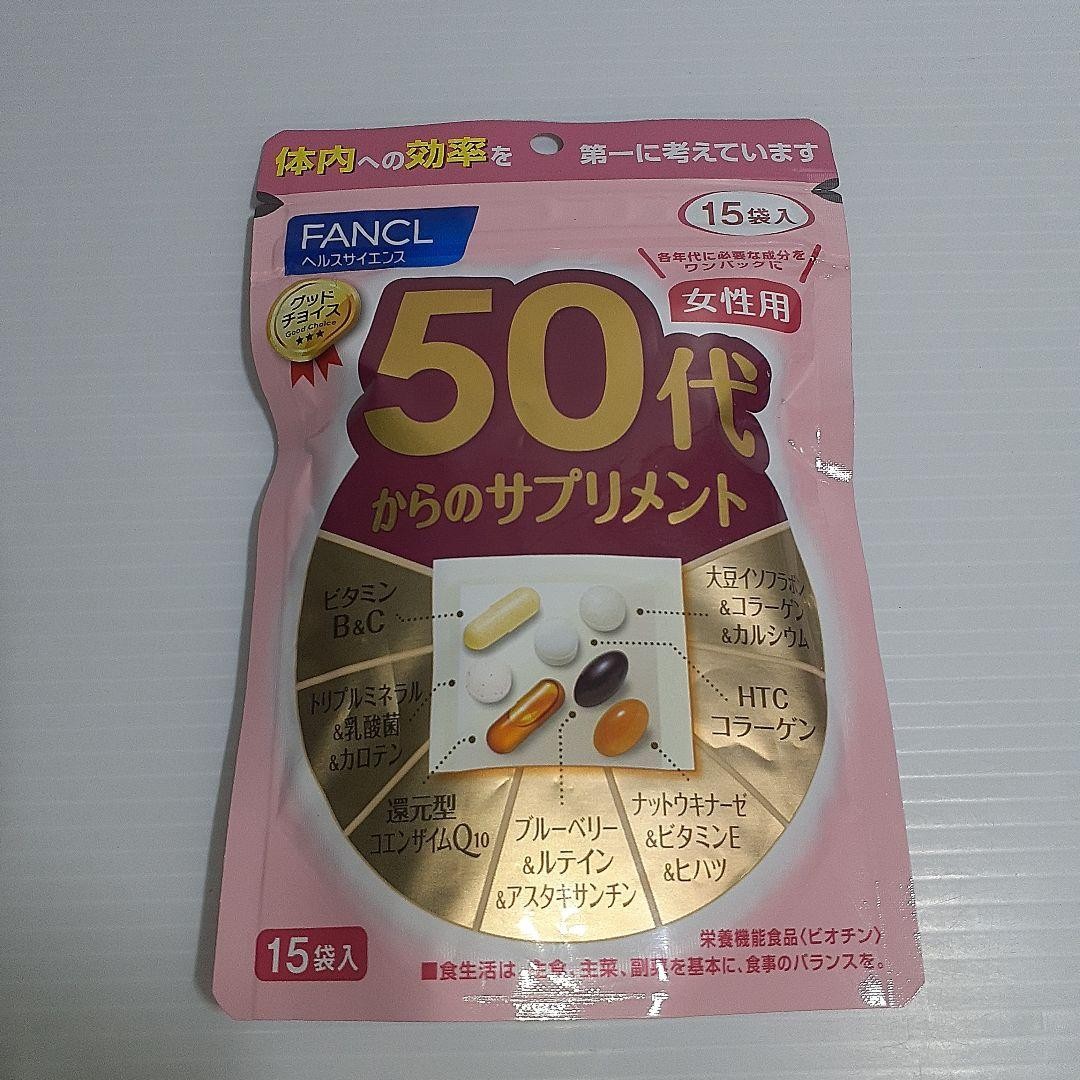 体内への効率を 第一に考えています
FANCL
ヘルスサイエンス
15袋入
各年代に必要な成分を
ワンパックに
女性用
グッド
チョイス
Good Choice
50代
からのサプリメント
ビタミン
B&C
トリプルミネラル
&乳酸菌
&カロテン
還元型
コエンザイムQ10
ブルーベリー
&ルテイン
&アスタキサンチン
ナットウキナーゼ
&ビタミンE
&ヒハツ
HTC
コラーゲン
大豆イソフラボン
&コラーゲン
&カルシウム
15袋入
栄養機能食品〈ビオチン〉
■食生活は、主食、主菜、副菜を基本に、食事のバランスを。